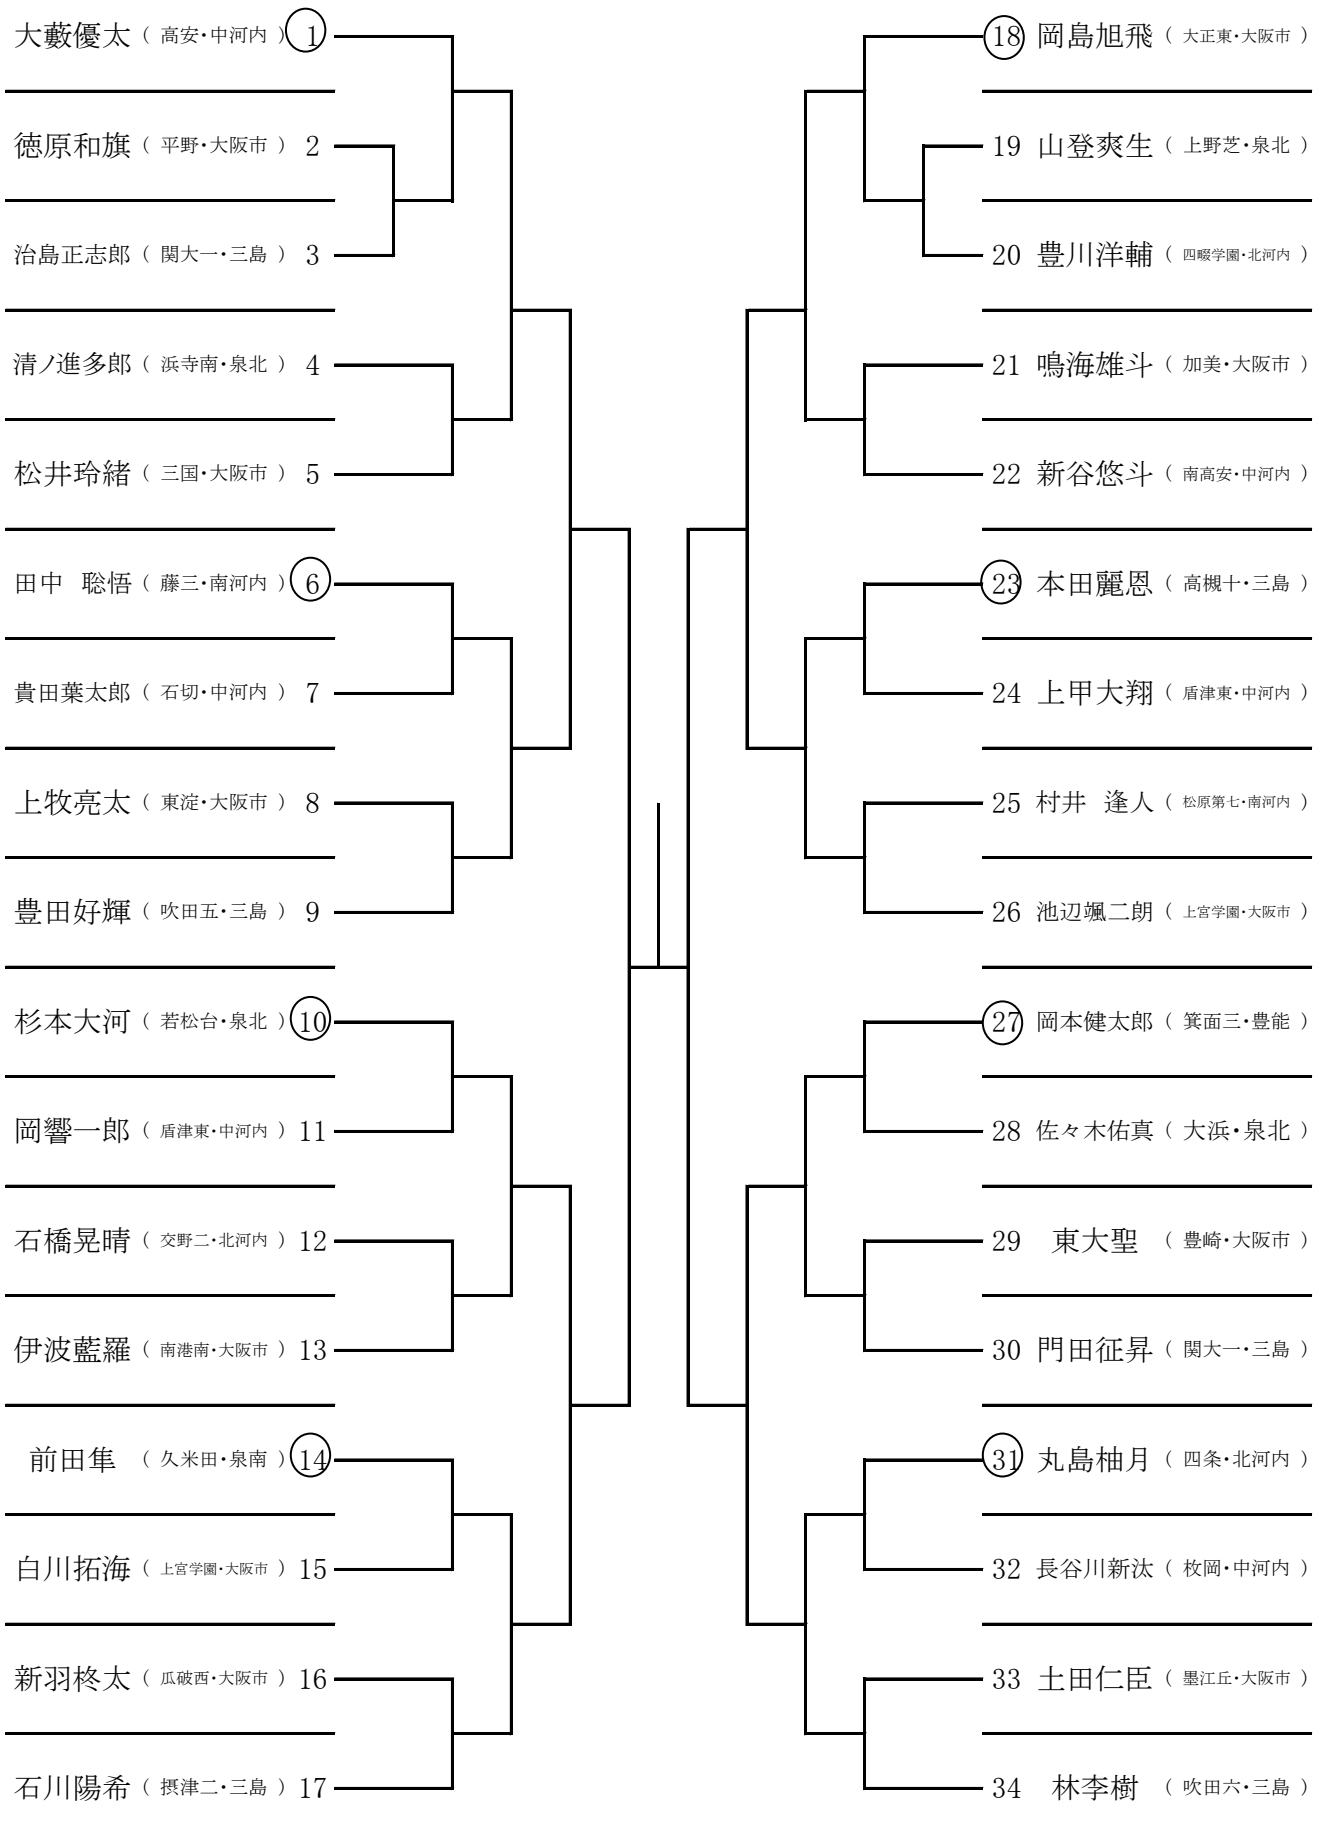 大藪優太（ 高安・中河内 ） 1
徳原和旗（ 平野・大阪市 ） 2
治島正志郎（ 関大一・三島 ） 3
清ノ進多郎（ 浜寺南・泉北 ） 4
松井玲緒（ 三国・大阪市 ） 5
田中 聡悟（ 藤三・南河内 ） 6
貴田葉太郎（ 石切・中河内 ） 7
上牧亮太（ 東淀・大阪市 ） 8
豊田好輝（ 吹田五・三島 ） 9
杉本大河（ 若松台・泉北 ） 10
岡響一郎（ 盾津東・中河内 ） 11
石橋晃晴（ 交野二・北河内 ） 12
伊波藍羅（ 南港南・大阪市 ） 13
前田隼（ 久米田・泉南 ） 14
白川拓海（ 上宮学園・大阪市 ） 15
新羽柊太（ 瓜破西・大阪市 ） 16
石川陽希（ 摂津二・三島 ） 17
18 岡島旭飛（ 大正東・大阪市 ）
19 山登爽生（ 上野芝・泉北 ）
20 豊川洋輔（ 四畷学園・北河内 ）
21 鳴海雄斗（ 加美・大阪市 ）
22 新谷悠斗（ 南高安・中河内 ）
23 本田麗恩（ 高槻十・三島 ）
24 上甲大翔（ 盾津東・中河内 ）
25 村井 逢人（ 松原第七・南河内 ）
26 池辺颯二朗（ 上宮学園・大阪市 ）
27 岡本健太郎（ 箕面三・豊能 ）
28 佐々木佑真（ 大浜・泉北 ）
29 東大聖（ 豊崎・大阪市 ）
30 門田征昇（ 関大一・三島 ）
31 丸島柚月（ 四条・北河内 ）
32 長谷川新汰（ 枚岡・中河内 ）
33 土田仁臣（ 墨江丘・大阪市 ）
34 林李樹（ 吹田六・三島 ）